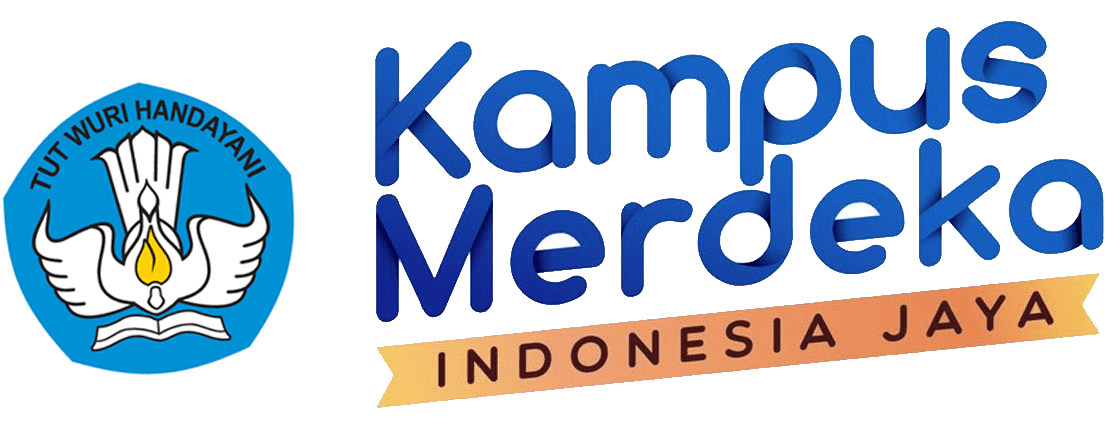 TUT WURI HANDAYANI
Kampus
Merdeka
INDONESIA JAYA